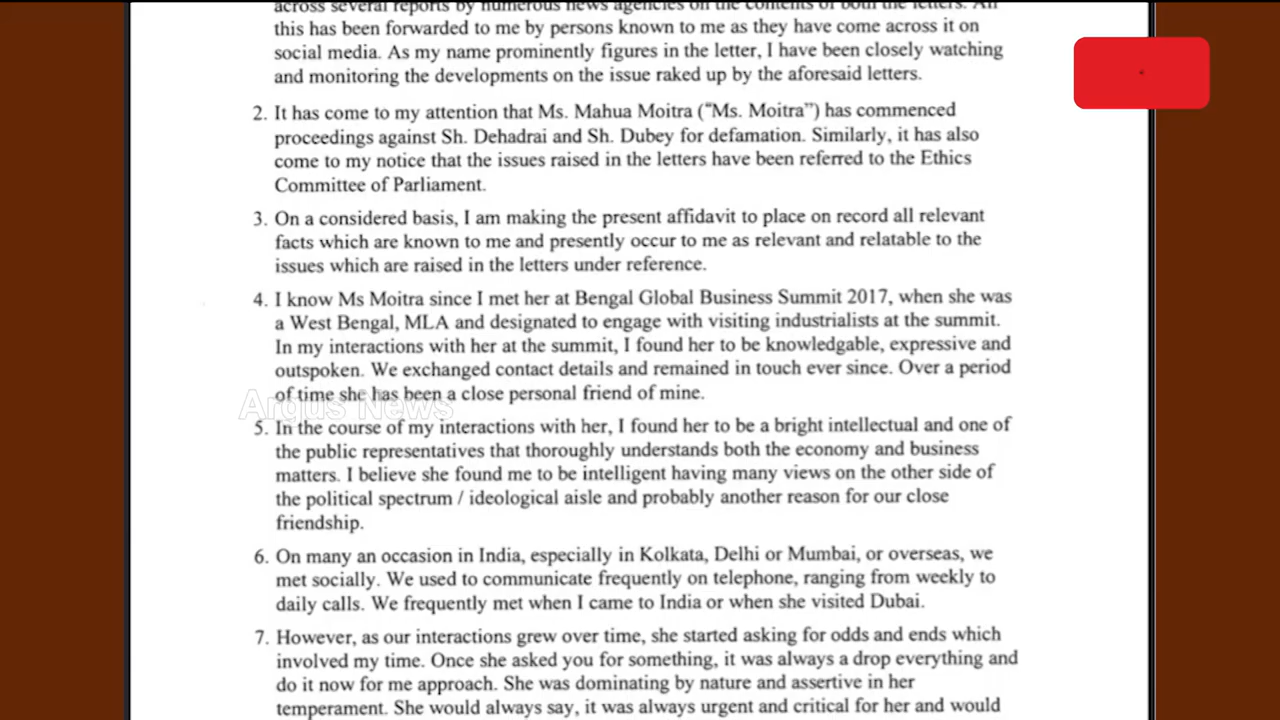 across several reports by numerous news agencies on the contents of both the letters. All
this has been forwarded to me by persons known to me as they have come across it on
social media. As my name prominently figures in the letter, I have been closely watching
and monitoring the developments on the issue raked up by the aforesaid letters.
2. It has come to my attention that Ms. Mahua Moitra (“Ms. Moitra”) has commenced
proceedings against Sh. Dehadrai and Sh. Dubey for defamation. Similarly, it has also
come to my notice that the issues raised in the letters have been referred to the Ethics
Committee of Parliament.
3. On a considered basis, I am making the present affidavit to place on record all relevant
facts which are known to me and presently occur to me as relevant and relatable to the
issues which are raised in the letters under reference.
4. I know Ms Moitra since I met her at Bengal Global Business Summit 2017, when she was
a West Bengal, MLA and designated to engage with visiting industrialists at the summit.
In my interactions with her at the summit, I found her to be knowledgable, expressive and
outspoken. We exchanged contact details and remained in touch ever since. Over a period
of time she has been a close personal friend of mine.
Argus News
5. In the course of my interactions with her, I found her to be a bright intellectual and one of
the public representatives that thoroughly understands both the economy and business
matters. I believe she found me to be intelligent having many views on the other side of
the political spectrum / ideological aisle and probably another reason for our close
friendship.
6. On many an occasion in India, especially in Kolkata, Delhi or Mumbai, or overseas, we
met socially. We used to communicate frequently on telephone, ranging from weekly to
daily calls. We frequently met when I came to India or when she visited Dubai.
7. However, as our interactions grew over time, she started asking for odds and ends which
involved my time. Once she asked you for something, it was always a drop everything and
do it now for me approach. She was dominating by nature and assertive in her
temperament. She would always say, it was always urgent and critical for her and would